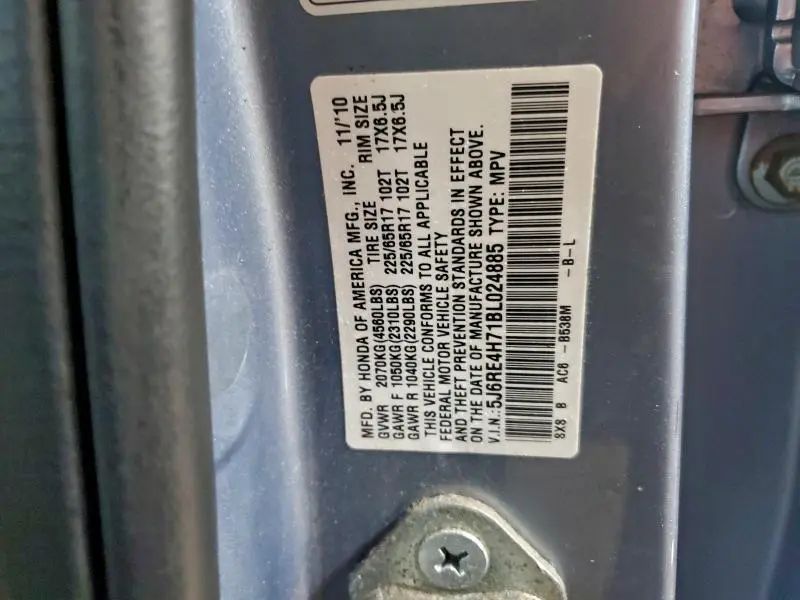 MFD. BY HONDA OF AMERICA MFG., INC. 11/'10
GVWR 2070KG(4560LBS) TIRE SIZE RIM SIZE
GAWR F 1050KG(2310LBS) 225/65R17 102T 17X6.5J
GAWR R 1040KG(2290LBS) 225/65R17 102T 17X6.5J
THIS VEHICLE CONFORMS TO ALL APPLICABLE
FEDERAL MOTOR VEHICLE SAFETY
AND THEFT PREVENTION STANDARDS IN EFFECT
ON THE DATE OF MANUFACTURE SHOWN ABOVE.
V.I.N.:5J6RE4H71BL024885 TYPE: MPV
8X8 0 AC8 -B538M -B-L